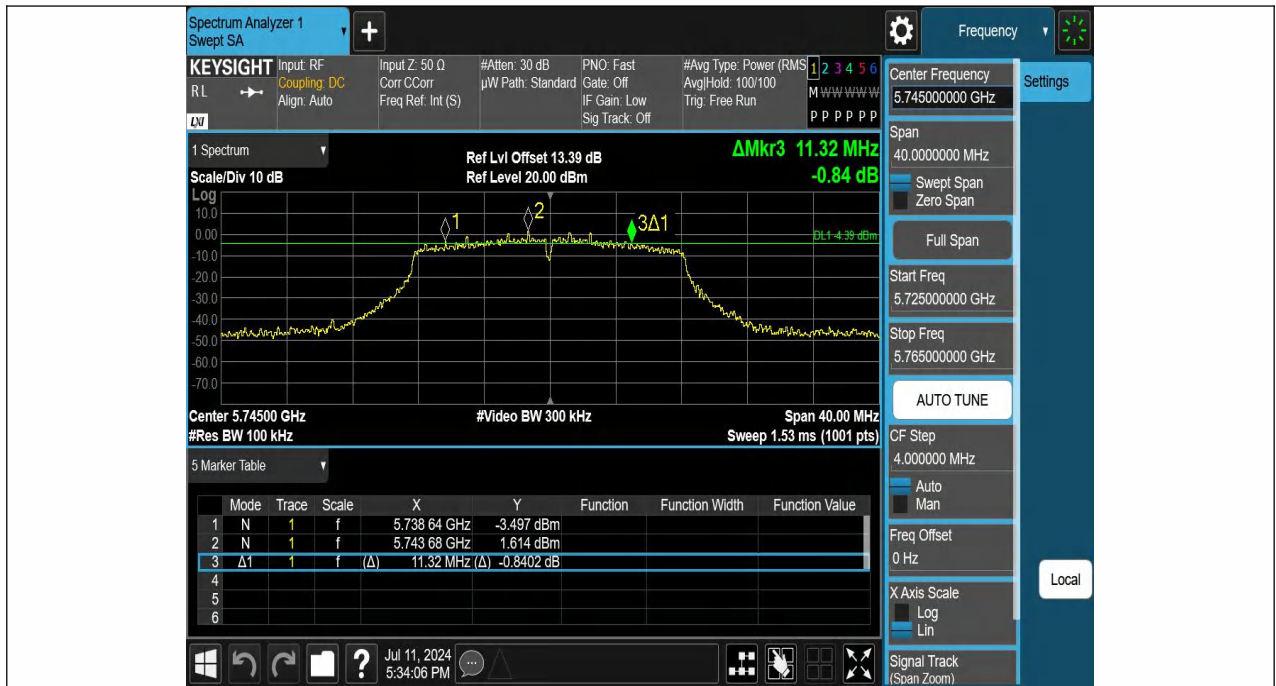 Spectrum Analyzer 1
Swept SA
+
Frequency
KEYSIGHT
RL
LXI
Input: RF
Coupling: DC
Align: Auto
Input Z: 50 Ω
Corr CCorr
Freq Ref: Int (S)
#Atten: 30 dB
µW Path: Standard
PNO: Fast
Gate: Off
IF Gain: Low
Sig Track: Off
#Avg Type: Power (RMS
Avg|Hold: 100/100
Trig: Free Run
1 2 3 4 5 6
M W W W W W
P P P P P P
Center Frequency
5.745000000 GHz
Settings
Span
40.0000000 MHz
Swept Span
Zero Span
Full Span
Start Freq
5.725000000 GHz
Stop Freq
5.765000000 GHz
AUTO TUNE
CF Step
4.000000 MHz
Auto
Man
Freq Offset
0 Hz
X Axis Scale
Log
Lin
Signal Track
(Span Zoom)
Local
1 Spectrum
Scale/Div 10 dB
Ref Lvl Offset 13.39 dB
Ref Level 20.00 dBm
ΔMkr3 11.32 MHz
-0.84 dB
Log
10.0
0.00
-10.0
-20.0
-30.0
-40.0
-50.0
-60.0
-70.0
1
2
3Δ1
DL1 -4.39 dBm
Center 5.74500 GHz
#Video BW 300 kHz
Span 40.00 MHz
#Res BW 100 kHz
Sweep 1.53 ms (1001 pts)
5 Marker Table
Mode Trace Scale X Y Function Function Width Function Value
1 N 1 f 5.738 64 GHz -3.497 dBm
2 N 1 f 5.743 68 GHz 1.614 dBm
3 Δ1 1 f (Δ) 11.32 MHz (Δ) -0.8402 dB
4
5
6
?
Jul 11, 2024
5:34:06 PM